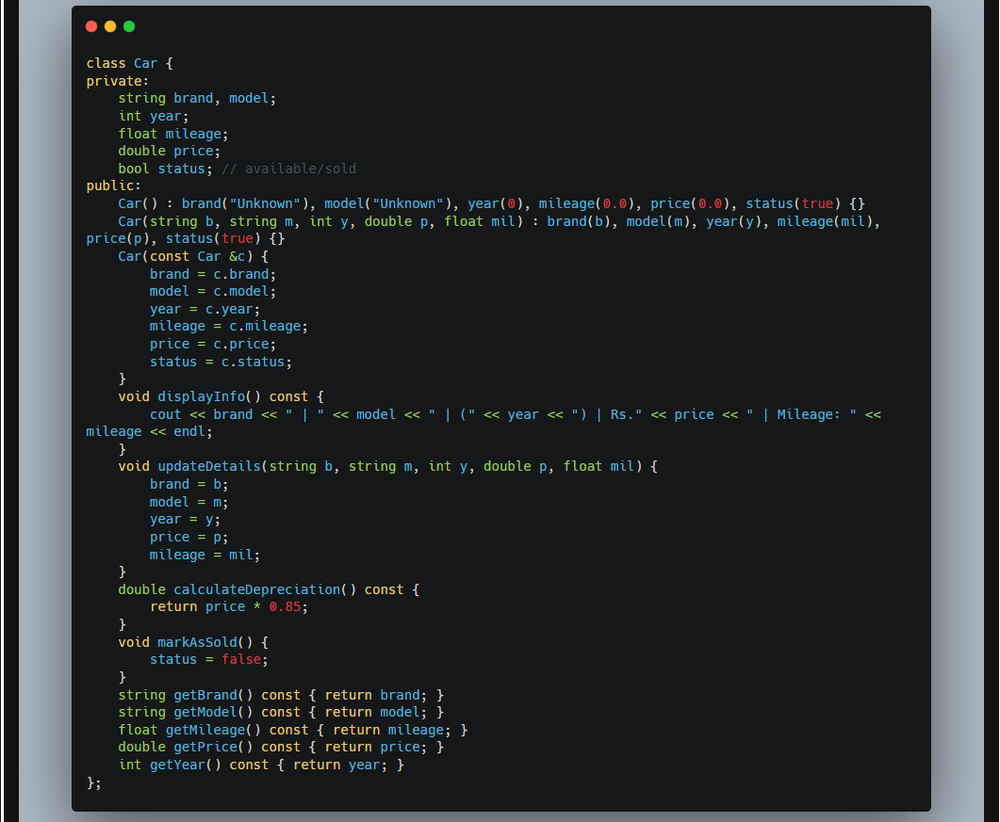 class Car {
private:
    string brand, model;
    int year;
    float mileage;
    double price;
    bool status; // available/sold
public:
    Car() : brand("Unknown"), model("Unknown"), year(0), mileage(0.0), price(0.0), status(true) {}
    Car(string b, string m, int y, double p, float mil) : brand(b), model(m), year(y), mileage(mil),
price(p), status(true) {}
    Car(const Car &c) {
        brand = c.brand;
        model = c.model;
        year = c.year;
        mileage = c.mileage;
        price = c.price;
        status = c.status;
    }
    void displayInfo() const {
        cout << brand << " | " << model << " | (" << year << ") | Rs." << price << " | Mileage: " <<
mileage << endl;
    }
    void updateDetails(string b, string m, int y, double p, float mil) {
        brand = b;
        model = m;
        year = y;
        price = p;
        mileage = mil;
    }
    double calculateDepreciation() const {
        return price * 0.85;
    }
    void markAsSold() {
        status = false;
    }
    string getBrand() const { return brand; }
    string getModel() const { return model; }
    float getMileage() const { return mileage; }
    double getPrice() const { return price; }
    int getYear() const { return year; }
};